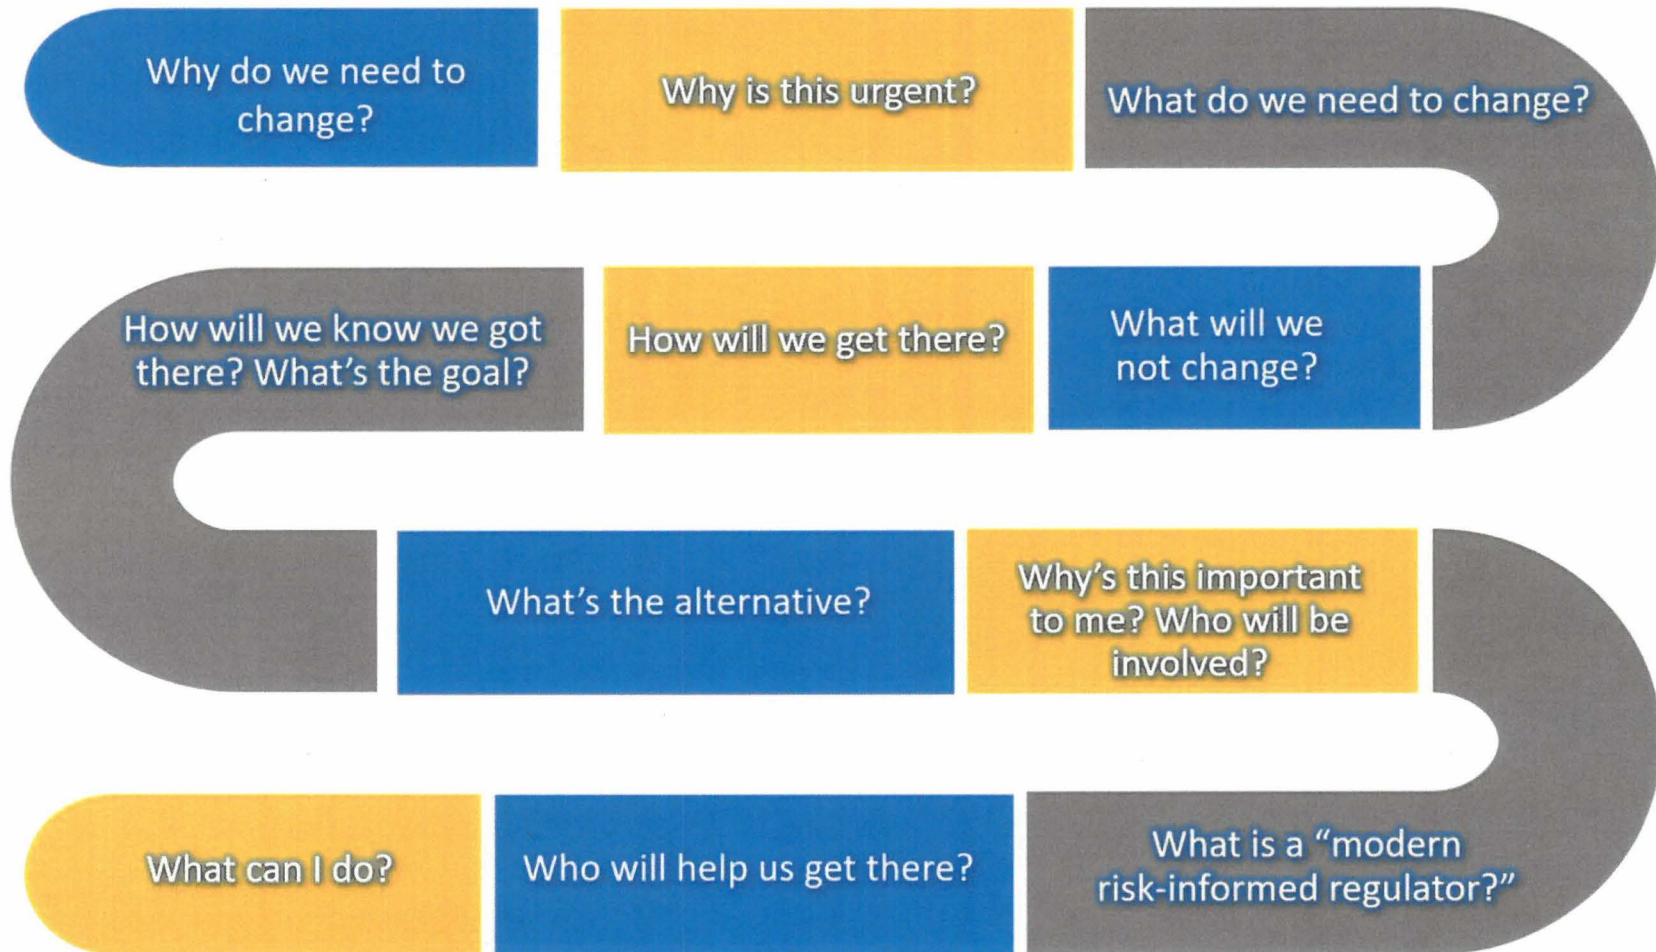 Why do we need to
change?
Why is this urgent?
What do we need to change?
What will we
not change?
How will we get there?
How will we know we got
there? What's the goal?
What's the alternative?
Why's this important
to me? Who will be
involved?
What is a “modern
risk-informed regulator?”
Who will help us get there?
What can I do?